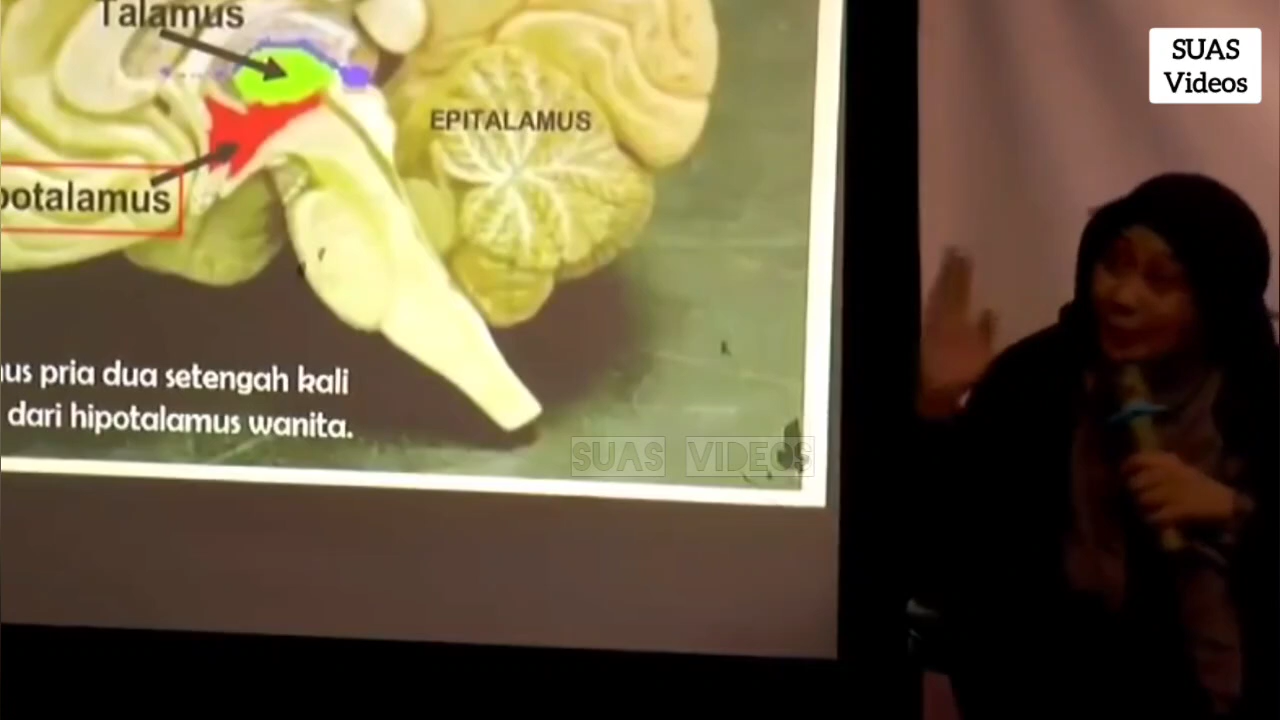 Talamus
SUAS
Videos
EPITALAMUS
potalamus
us pria dua setengah kali
dari hipotalamus wanita.
SUAS VIDEOS